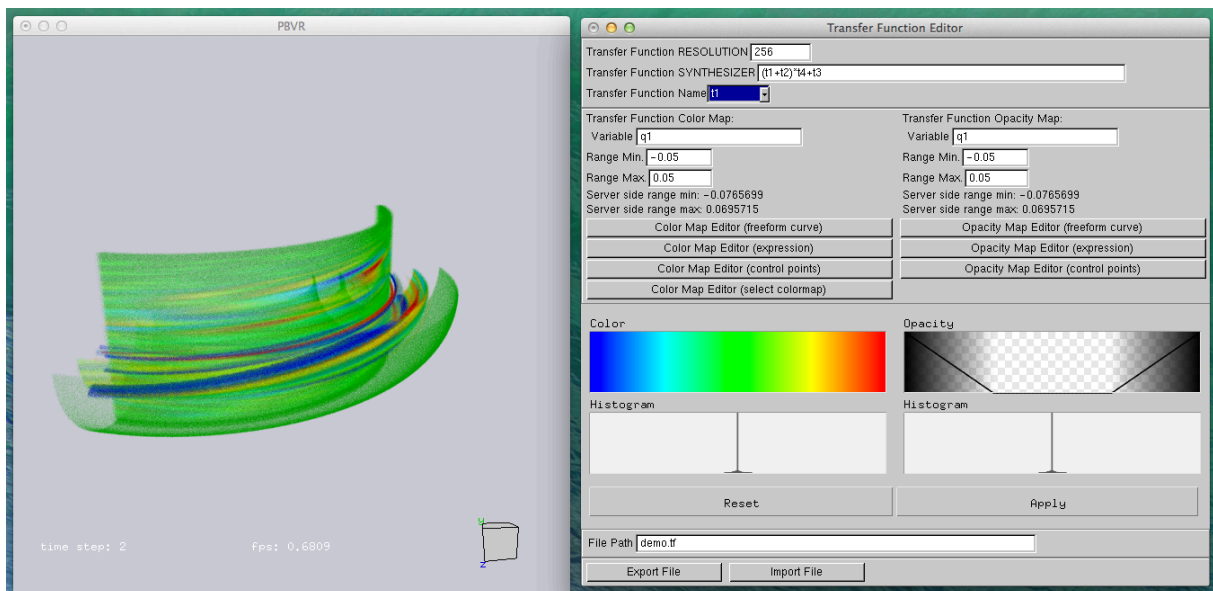 PBVR
time step: 2
fps: 0.6809
y
z
Transfer Function Editor
Transfer Function RESOLUTION 256
Transfer Function SYNTHESIZER (t1+t2)*t4+t3
Transfer Function Name t1
Transfer Function Color Map:
Variable q1
Range Min. -0.05
Range Max. 0.05
Server side range min: -0.0765699
Server side range max: 0.0695715
Color Map Editor (freeform curve)
Color Map Editor (expression)
Color Map Editor (control points)
Color Map Editor (select colormap)
Transfer Function Opacity Map:
Variable q1
Range Min. -0.05
Range Max. 0.05
Server side range min: -0.0765699
Server side range max: 0.0695715
Opacity Map Editor (freeform curve)
Opacity Map Editor (expression)
Opacity Map Editor (control points)
Color
Opacity
Histogram
Histogram
Reset
Apply
File Path demo.tf
Export File
Import File